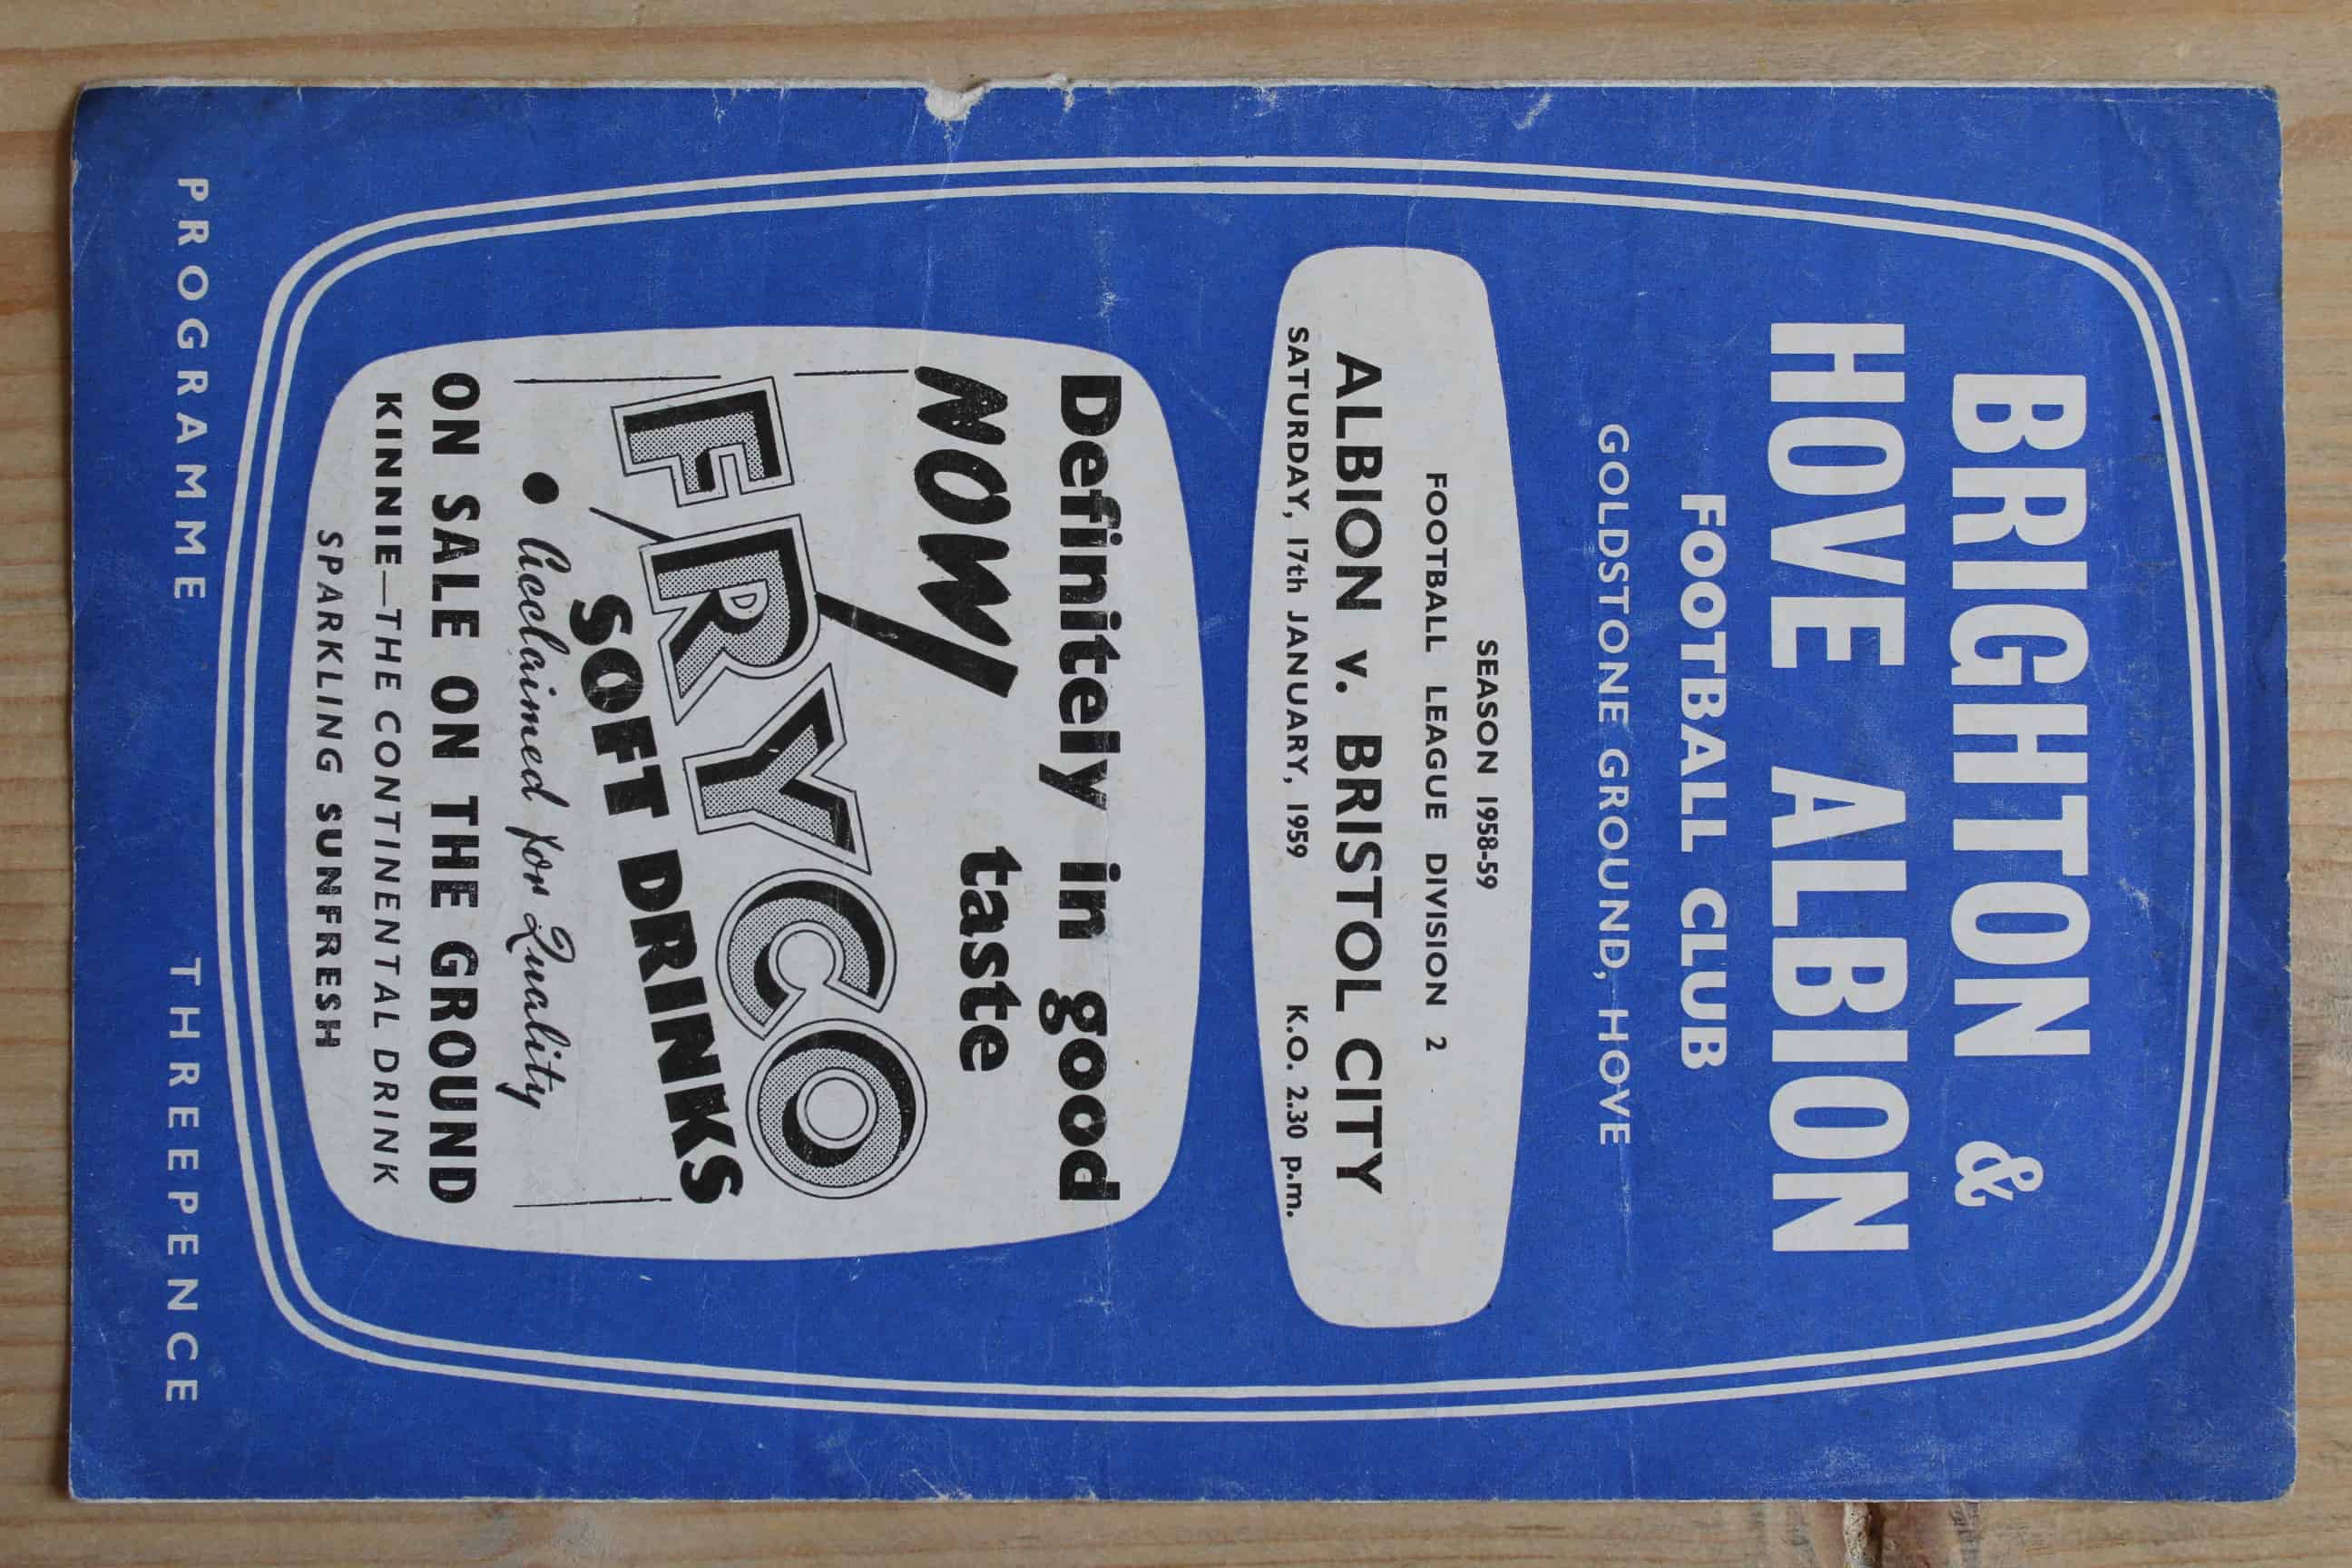 BRIGHTON &
HOVE ALBION
FOOTBALL CLUB
GOLDSTONE GROUND, HOVE
SEASON 1958-59
FOOTBALL LEAGUE DIVISION 2
ALBION v. BRISTOL CITY
SATURDAY, 17th JANUARY, 1959 K.O. 2.30 p.m.
Definitely in good
taste
NOW
FRYCO
SOFT DRINKS
● Acclaimed for Quality
ON SALE ON THE GROUND
KINNIE—THE CONTINENTAL DRINK
SPARKLING SUNFRESH
PROGRAMME THREEPENCE